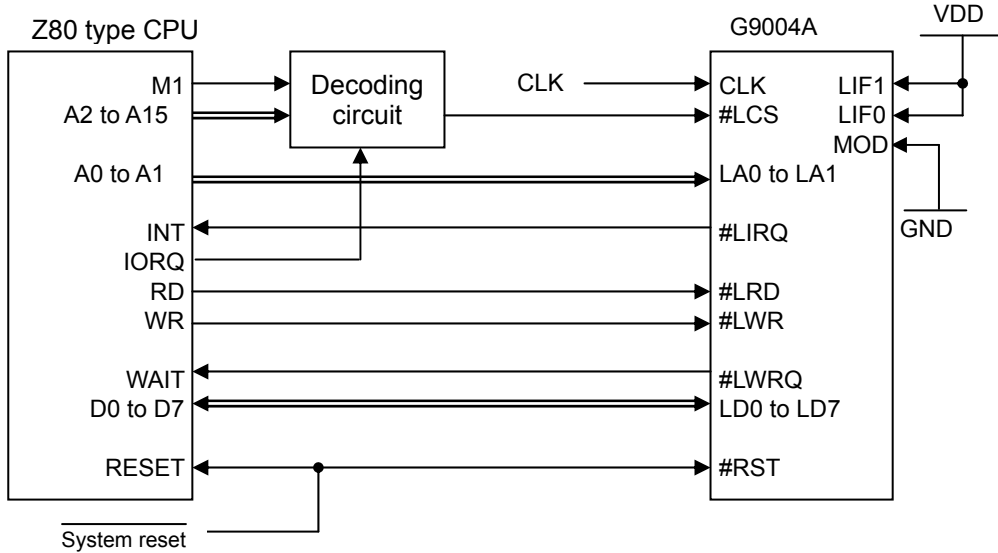 Z80 type CPU
G9004A
VDD
M1
A2 to A15
A0 to A1
INT
IORQ
RD
WR
WAIT
D0 to D7
RESET
Decoding
circuit
CLK
CLK
#LCS
LA0 to LA1
#LIRQ
#LRD
#LWR
#LWRQ
LD0 to LD7
#RST
LIF1
LIF0
MOD
GND
System reset